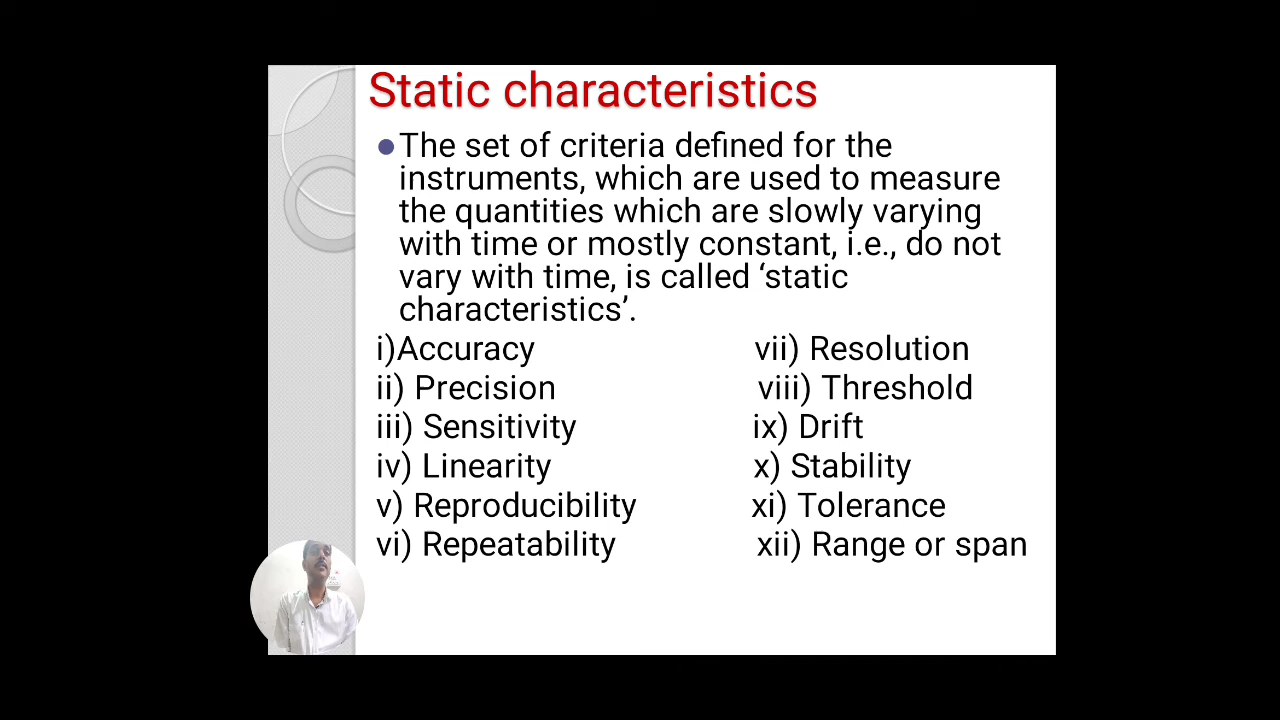 Static characteristics
●The set of criteria defined for the
instruments, which are used to measure
the quantities which are slowly varying
with time or mostly constant, i.e., do not
vary with time, is called ‘static
characteristics’.
i)Accuracy vii) Resolution
ii) Precision viii) Threshold
iii) Sensitivity ix) Drift
iv) Linearity x) Stability
v) Reproducibility xi) Tolerance
vi) Repeatability xii) Range or span